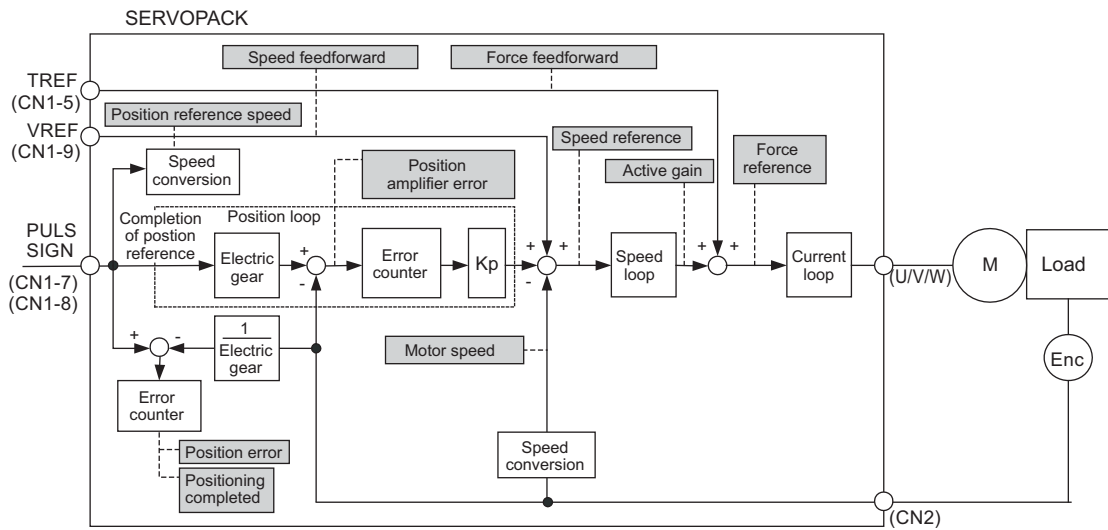 SERVOPACK
Speed feedforward
Force feedforward
TREF
(CN1-5)
Position reference speed
VREF
(CN1-9)
Speed
conversion
Position
amplifier error
Speed reference
Active gain
Force
reference
Completion
of postion
reference
Position loop
PULS
SIGN
(CN1-7)
(CN1-8)
Electric
gear
+
-
Error
counter
Kp
+
+
-
Speed
loop
+
+
Current
loop
(U/V/W)
M
Load
+
-
1
Electric
gear
Motor speed
Enc
Error
counter
Speed
conversion
Position error
Positioning
completed
(CN2)